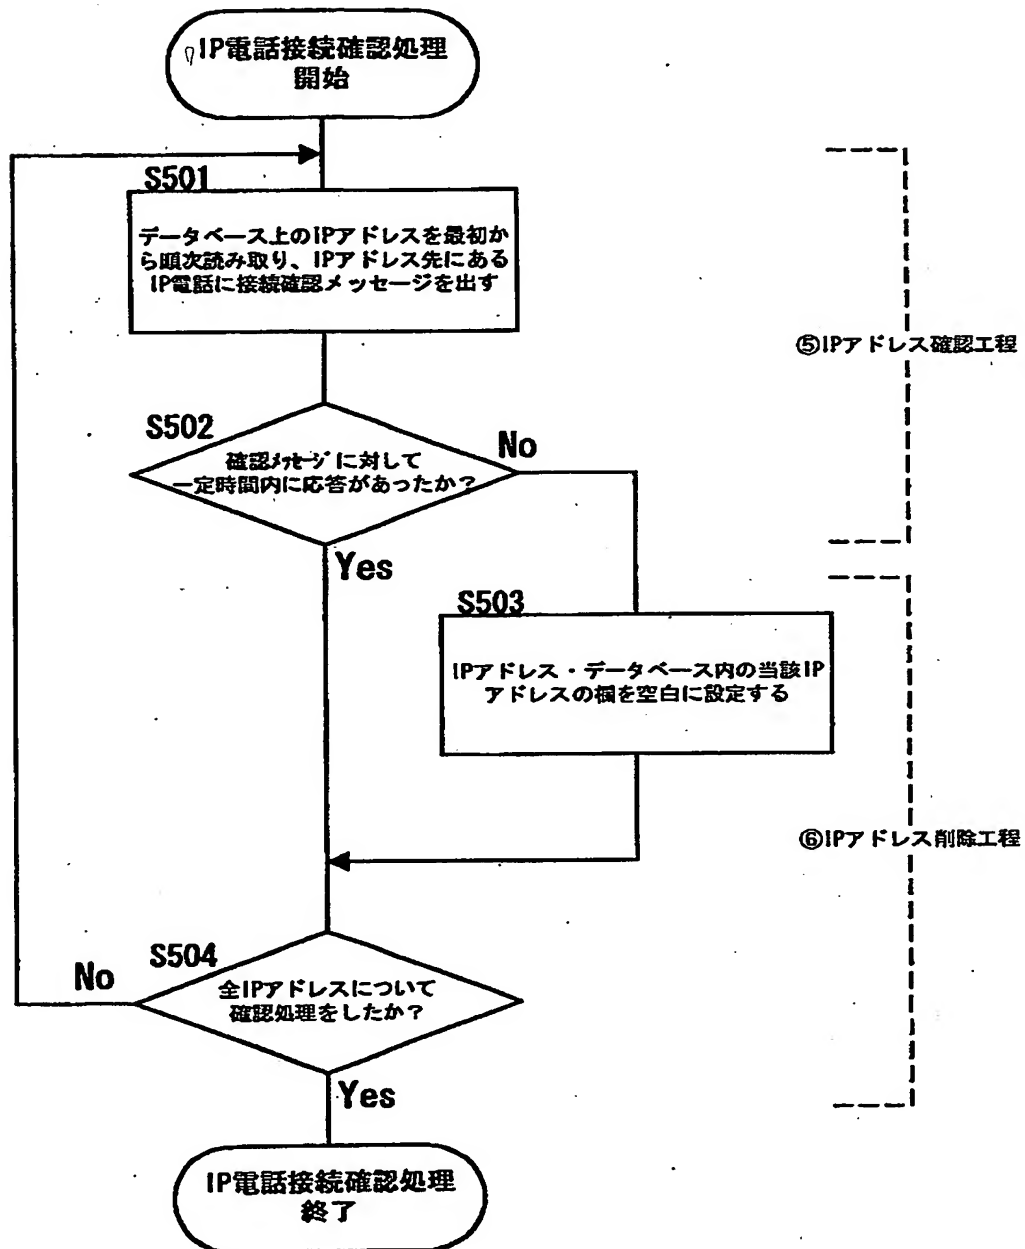 IP電話接続確認処理
開始
S501
データベース上のIPアドレスを最初か
ら順次読み取り、IPアドレス先にある
IP電話に接続確認メッセージを出す
⑤IPアドレス確認工程
S502
No
確認ﾒｯｾｰｼﾞに対して
一定時間内に応答があったか？
Yes
S503
IPアドレス・データベース内の当該IP
アドレスの欄を空白に設定する
⑥IPアドレス削除工程
S504
No
全IPアドレスについて
確認処理をしたか？
Yes
IP電話接続確認処理
終了